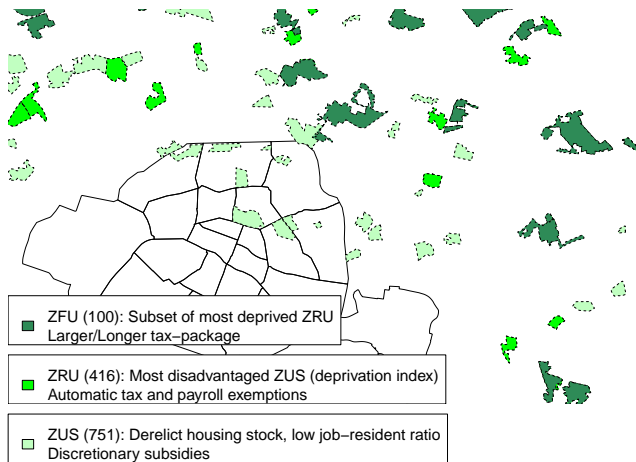 ZFU (100): Subset of most deprived ZRU
Larger/Longer tax−package
ZRU (416): Most disadvantaged ZUS (deprivation index)
Automatic tax and payroll exemptions
ZUS (751): Derelict housing stock, low job−resident ratio
Discretionary subsidies